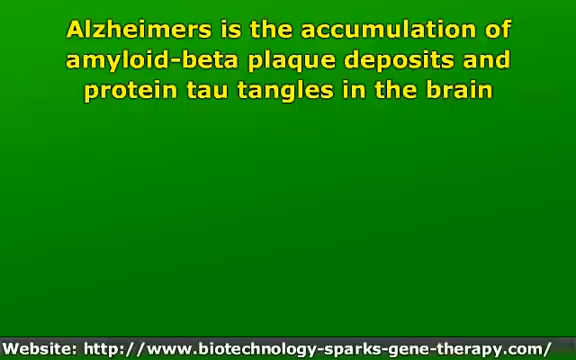 Alzheimers is the accumulation of
amyloid-beta plaque deposits and
protein tau tangles in the brain
Website: http://www.biotechnology-sparks-gene-therapy.com/